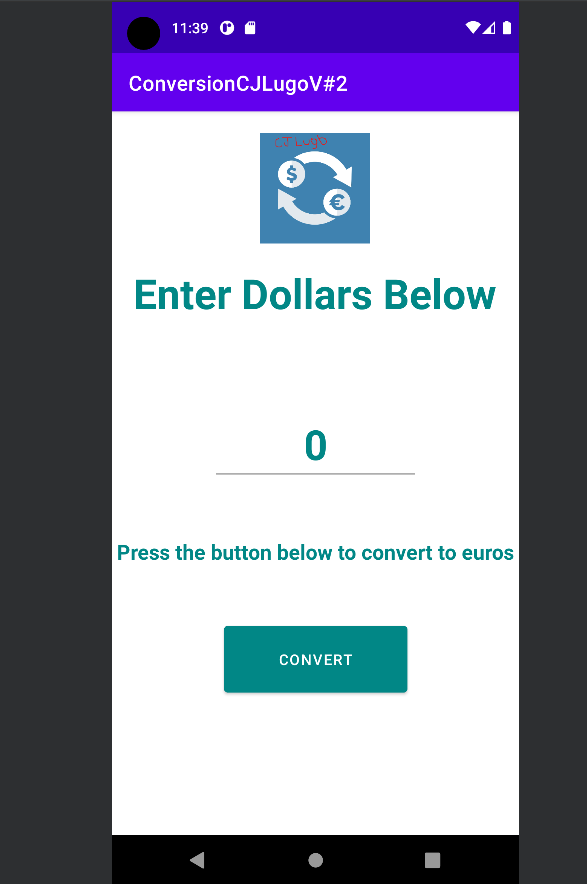 11:39
ConversionCJLugoV#2
CJ Lugo
$
€
Enter Dollars Below
0
Press the button below to convert to euros
CONVERT